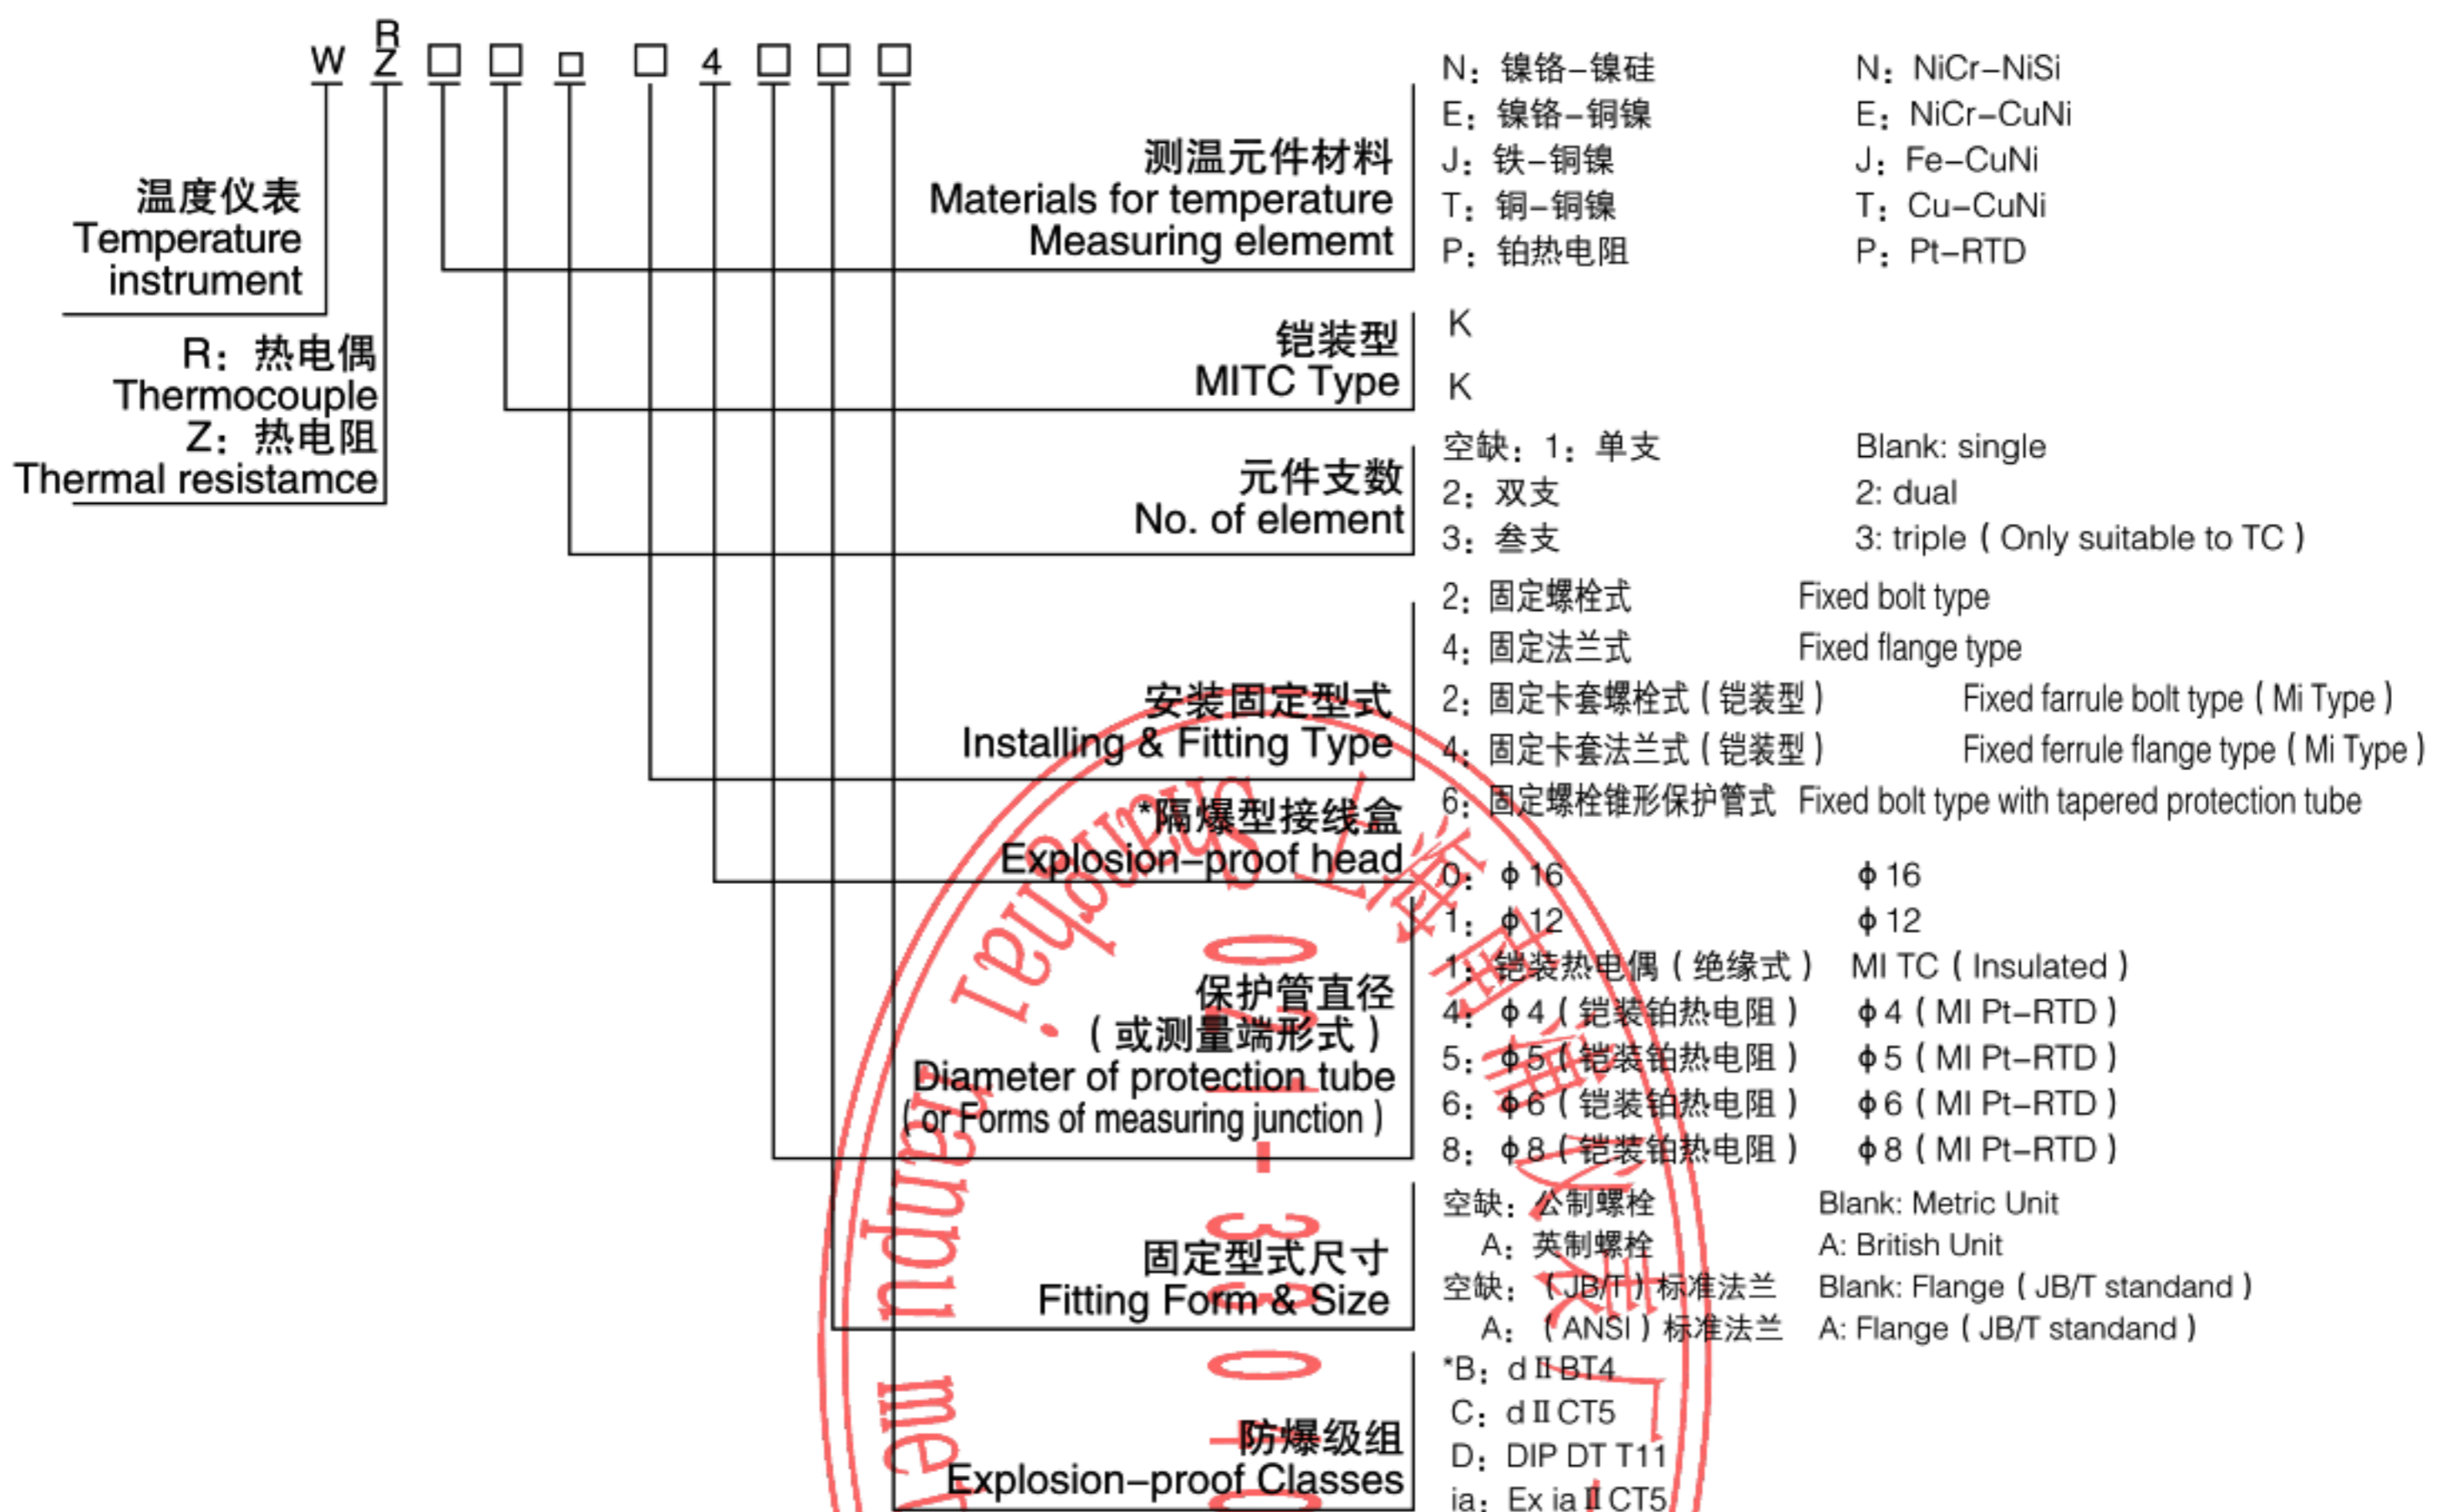 R
W Z □ □ □ □ 4 □ □ □
温度仪表
Temperature
instrument
R：热电偶
Thermocouple
Z：热电阻
Thermal resistamce
测温元件材料
Materials for temperature
Measuring elememt
N：镍铬–镍硅 N：NiCr–NiSi
E：镍铬–铜镍 E：NiCr–CuNi
J：铁–铜镍 J：Fe–CuNi
T：铜–铜镍 T：Cu–CuNi
P：铂热电阻 P：Pt–RTD
铠装型
MITC Type
K
K
元件支数
No. of element
空缺：1：单支 Blank: single
2：双支 2: dual
3：叁支 3: triple（Only suitable to TC）
安装固定型式
Installing & Fitting Type
2：固定螺栓式 Fixed bolt type
4：固定法兰式 Fixed flange type
2：固定卡套螺栓式（铠装型） Fixed farrule bolt type（Mi Type）
4：固定卡套法兰式（铠装型） Fixed ferrule flange type（Mi Type）
6：固定螺栓锥形保护管式 Fixed bolt type with tapered protection tube
*隔爆型接线盒
Explosion–proof head
保护管直径
（或测量端形式）
Diameter of protection tube
（or Forms of measuring junction）
0：ϕ16 ϕ16
1：ϕ12 ϕ12
1：铠装热电偶（绝缘式） MI TC（Insulated）
4：ϕ4（铠装铂热电阻） ϕ4（MI Pt–RTD）
5：ϕ5（铠装铂热电阻） ϕ5（MI Pt–RTD）
6：ϕ6（铠装铂热电阻） ϕ6（MI Pt–RTD）
8：ϕ8（铠装铂热电阻） ϕ8（MI Pt–RTD）
固定型式尺寸
Fitting Form & Size
空缺：公制螺栓 Blank: Metric Unit
A：英制螺栓 A: British Unit
空缺：（JB/T）标准法兰 Blank: Flange（JB/T standand）
A：（ANSI）标准法兰 A: Flange（JB/T standand）
防爆级组
Explosion–proof Classes
*B：dⅡBT4
C：dⅡCT5
D：DIP DT T11
ia：Ex iaⅡCT5
Shanghai
nanpu